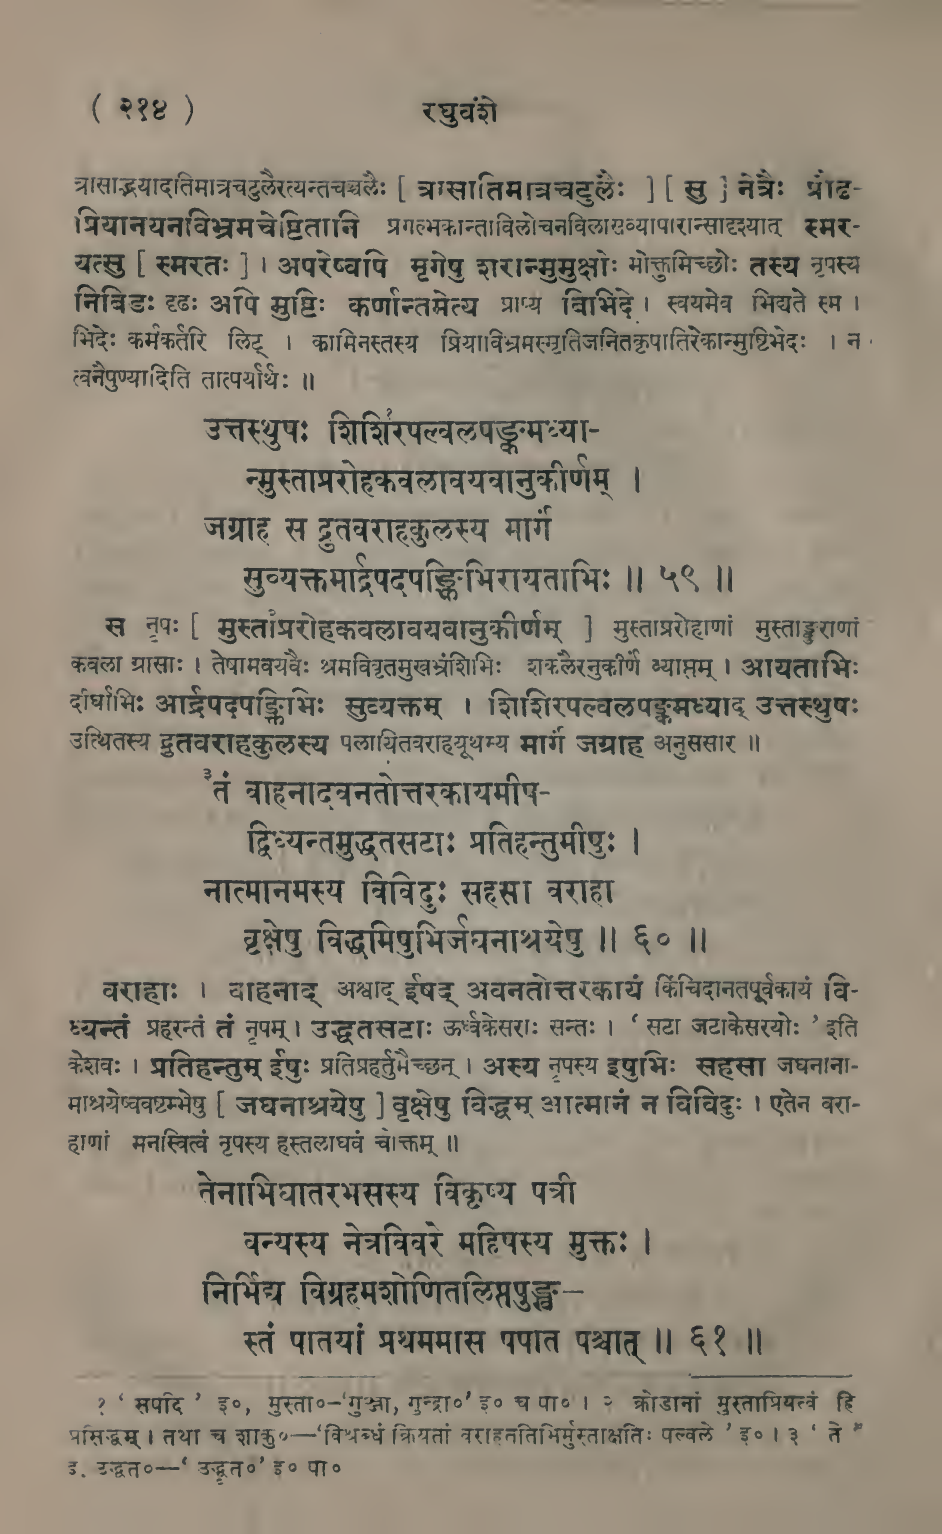 ( २१४ ) रघुवंशे
त्रासाद्भयादतिमात्रचटुलैरत्यन्तचञ्चलैः [ त्रासातिमात्रचटुलैः ] [ सु ] नेत्रैः प्रौढ-
प्रियानयनविभ्रमचेष्टितानि प्रगल्भकान्ताविलोचनविलासव्यापारान्सादृश्यात् स्मर-
यत्सु [ स्मरतः ] । अपरेष्वपि मृगेषु शरान्मुमुक्षोः मोक्तुमिच्छोः तस्य नृपस्य
निविडः दृढः अपि मुष्टिः कर्णान्तमेत्य प्राप्य बिभिदे । स्वयमेव भिद्यते स्म ।
भिदेः कर्मकर्तरि लिट् । कामिनस्तस्य प्रियाविभ्रमस्मृतिजनितकृपातिरेकान्मुष्टिभेदः । न
त्वनैपुण्यादिति तात्पर्यार्थः ॥
उत्तस्थुषः शिशिरपल्वलपङ्कमध्या-
न्मुस्ताप्ररोहकवलावयवानुकीर्णम् ।
जग्राह स द्रुतवराहकुलस्य मार्गं
सुव्यक्तमार्द्रपदपङ्क्तिभिरायताभिः ॥ ५९ ॥
स नृपः [ मुस्ताप्ररोहकवलावयवानुकीर्णम् ] मुस्ताप्ररोहाणां मुस्ताङ्कुराणां
कवला ग्रासाः । तेषामवयवैः श्रमविवृतमुखभ्रंशिभिः शकलैरनुकीर्णं व्याप्तम् । आयताभिः
दीर्घाभिः आर्द्रपदपङ्क्तिभिः सुव्यक्तम् । शिशिरपल्वलपङ्कमध्याद् उत्तस्थुषः
उत्थितस्य द्रुतवराहकुलस्य पलायितवराहयूथस्य मार्गं जग्राह अनुससार ॥
३तं वाहनादवनतोत्तरकायमीष-
द्विध्यन्तमुद्धतसटाः प्रतिहन्तुमीषुः ।
नात्मानमस्य विविदुः सहसा वराहा
वृक्षेषु विद्धमिषुभिर्जघनाश्रयेषु ॥ ६० ॥
वराहाः । वाहनाद् अश्वाद् ईषद् अवनतोत्तरकायं किंचिदानतपूर्वकायं वि-
ध्यन्तं प्रहरन्तं तं नृपम् । उद्धतसटाः ऊर्ध्वकेसराः सन्तः । ' सटा जटाकेसरयोः ' इति
केशवः । प्रतिहन्तुम् ईषुः प्रतिप्रहर्तुमैच्छन् । अस्य नृपस्य इषुभिः सहसा जघनाना-
माश्रयेष्ववष्टम्भेषु [ जघनाश्रयेषु ] वृक्षेषु विद्धम् आत्मानं न विविदुः । एतेन वरा-
हाणां मनस्वित्वं नृपस्य हस्तलाघवं चोक्तम् ॥
तेनाभिघातरभसस्य विकृष्य पत्री
वन्यस्य नेत्रविवरे महिषस्य मुक्तः ।
निर्भिद्य विग्रहमशोणितलिप्तपुङ्ख-
स्तं पातयां प्रथममास पपात पश्चात् ॥ ६१ ॥
१ ' सपदि ' इ०, मुस्ता०-'गुञ्जा, गुन्द्रा०' इ० च पा० । २ क्रोडानां मुस्ताप्रियत्वं हि
प्रसिद्धम् । तथा च शाकु०-'विश्रब्धं क्रियतां वराहततिभिर्मुस्ताक्षतिः पल्वले ' इ० । ३ ' ते '
इ. उद्धत०-' उद्धृत०' इ० पा०